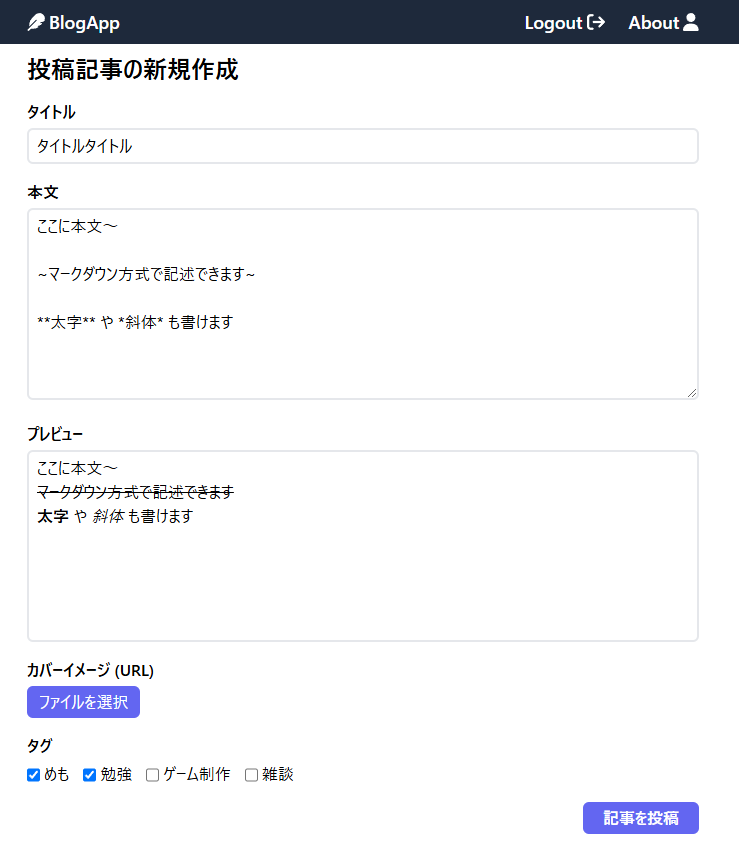 BlogApp
Logout
About
投稿記事の新規作成
タイトル
タイトルタイトル
本文
ここに本文～
~マークダウン方式で記述できます~
**太字** や *斜体* も書けます
プレビュー
ここに本文～
マークダウン方式で記述できます
太字 や 斜体 も書けます
カバーイメージ (URL)
ファイルを選択
タグ
めも 勉強 ゲーム制作 雑談
記事を投稿